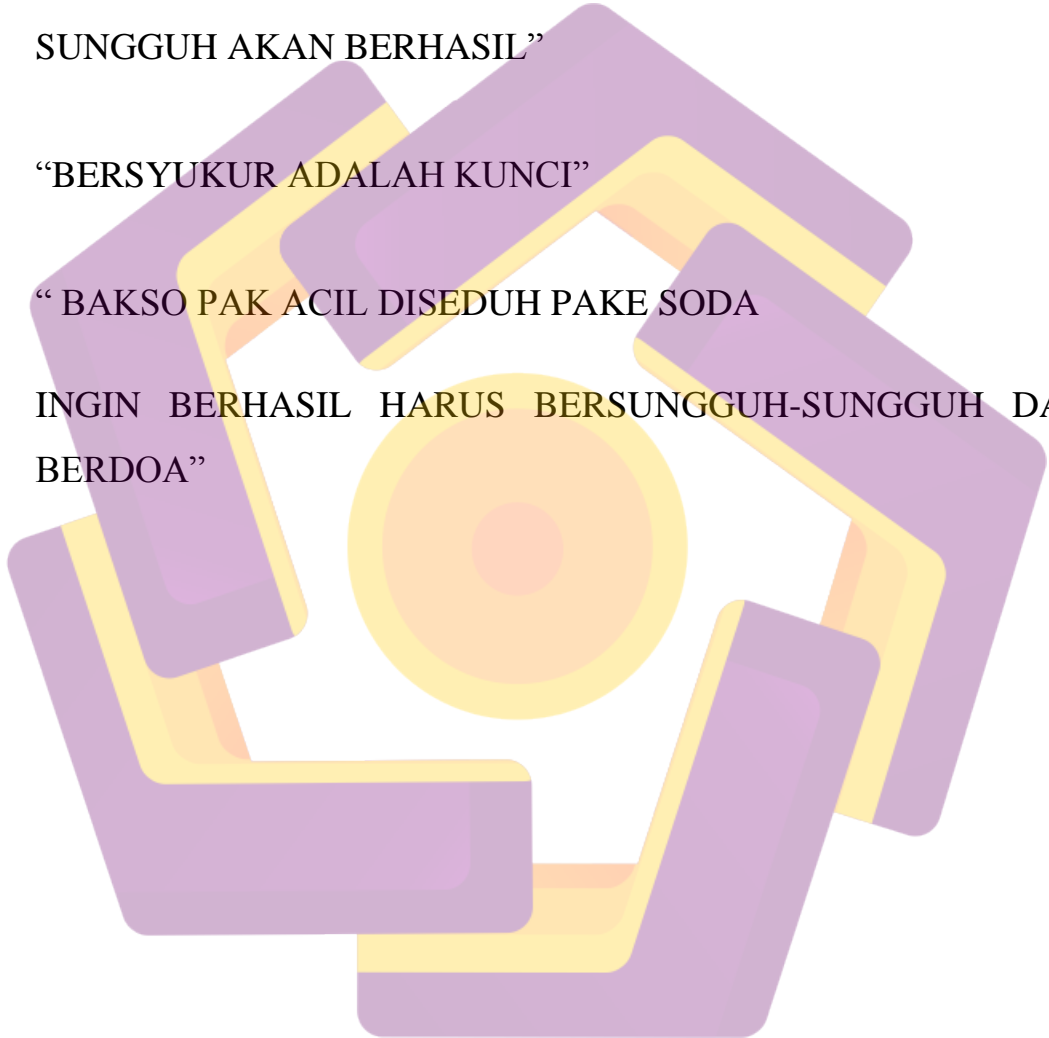 SUNGGUH AKAN BERHASIL”
“BERSYUKUR ADALAH KUNCI”
“ BAKSO PAK ACIL DISEDUH PAKE SODA
INGIN BERHASIL HARUS BERSUNGGUH-SUNGGUH
BERDOA”